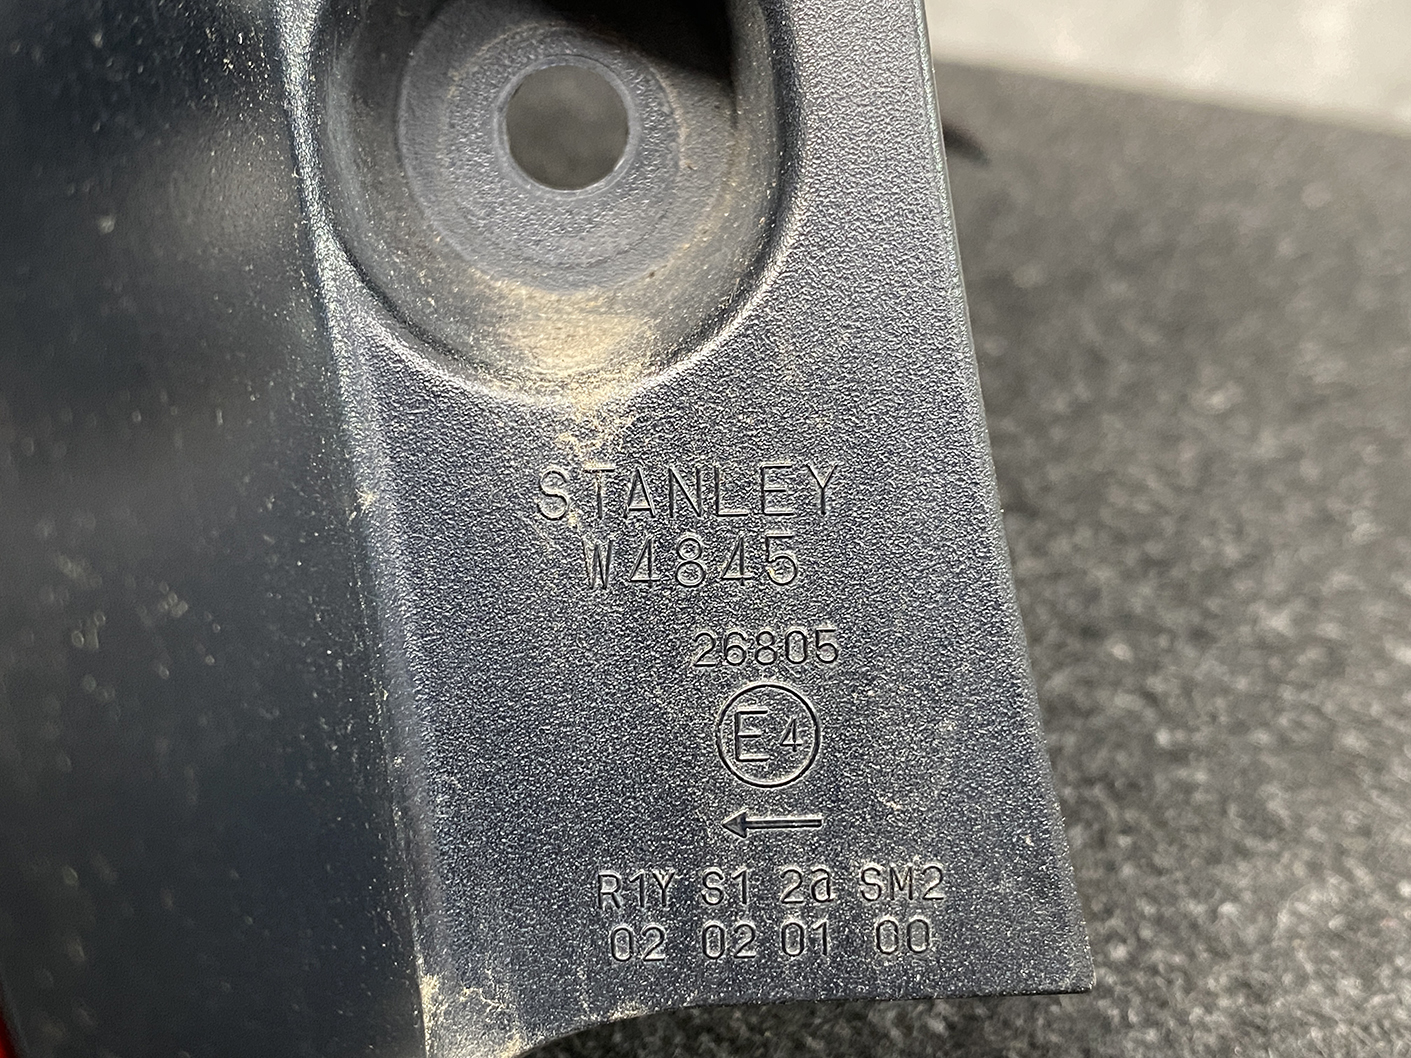 STANLEY
W4845
26805
E4
←
R1Y S1 2a SM2
02 02 01 00